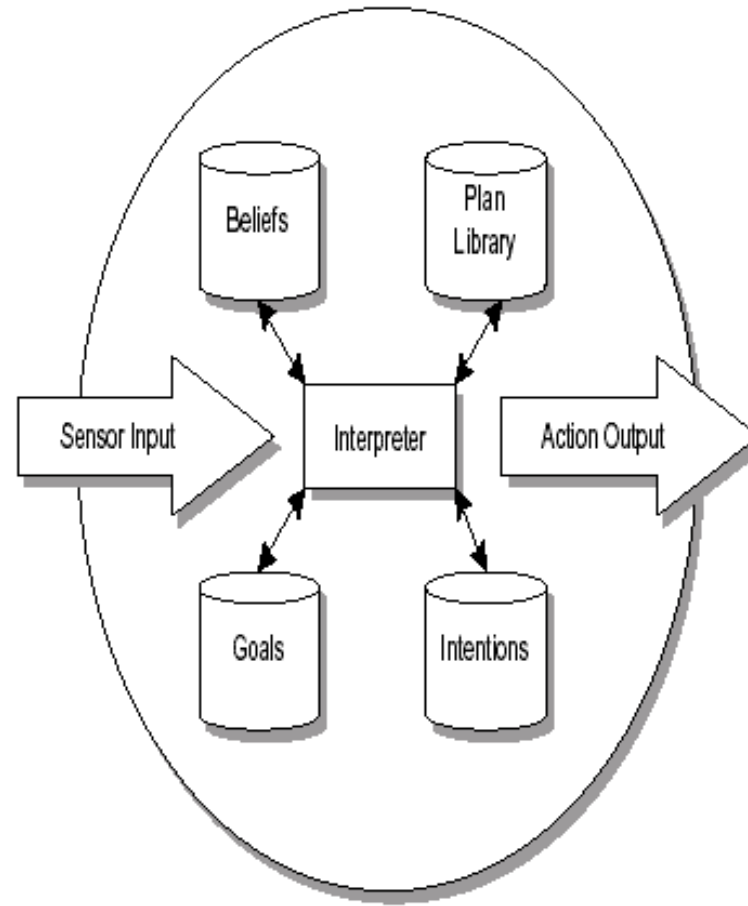 Beliefs
Plan
Library
Sensor Input
Interpreter
Action Output
Goals
Intentions